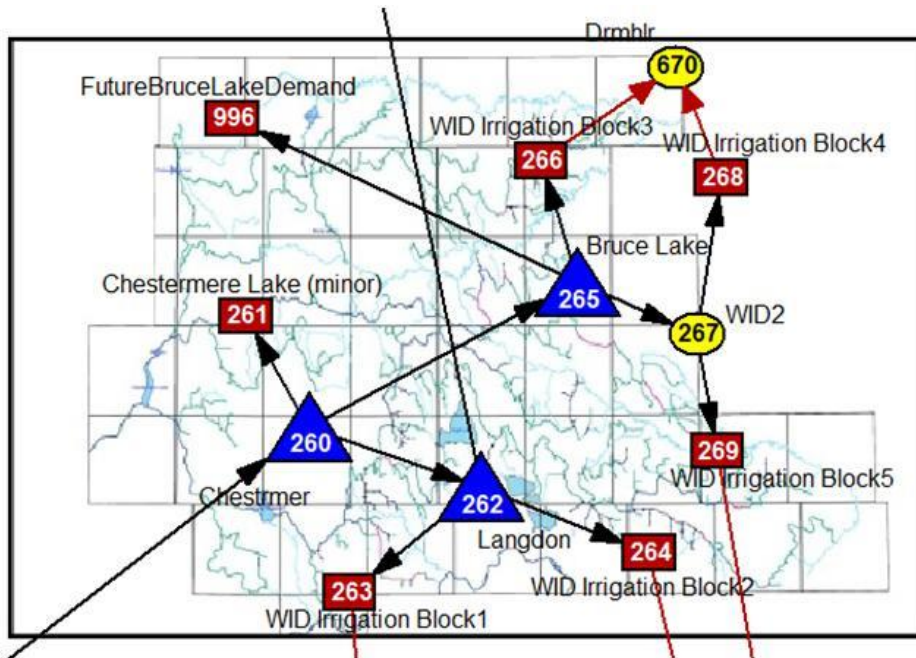 Drmhlr
670
FutureBruceLakeDemand
996
WID Irrigation Block3
266
WID Irrigation Block4
268
Bruce Lake
265
Chestermere Lake (minor)
261
WID2
267
260
Chestrmer
269
WID Irrigation Block5
262
Langdon
264
WID Irrigation Block2
263
WID Irrigation Block1